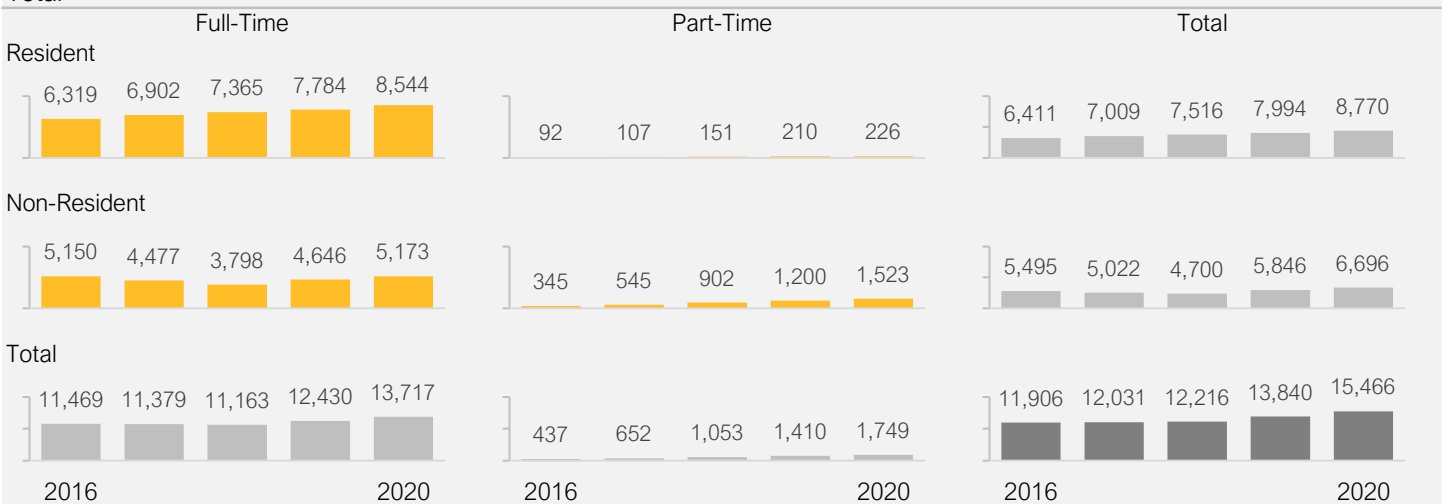 Total
Full-Time Part-Time Total
Resident
6,319 6,902 7,365 7,784 8,544
92 107 151 210 226
6,411 7,009 7,516 7,994 8,770
Non-Resident
5,150 4,477 3,798 4,646 5,173
345 545 902 1,200 1,523
5,495 5,022 4,700 5,846 6,696
Total
11,469 11,379 11,163 12,430 13,717
437 652 1,053 1,410 1,749
11,906 12,031 12,216 13,840 15,466
2016 2020 2016 2020 2016 2020